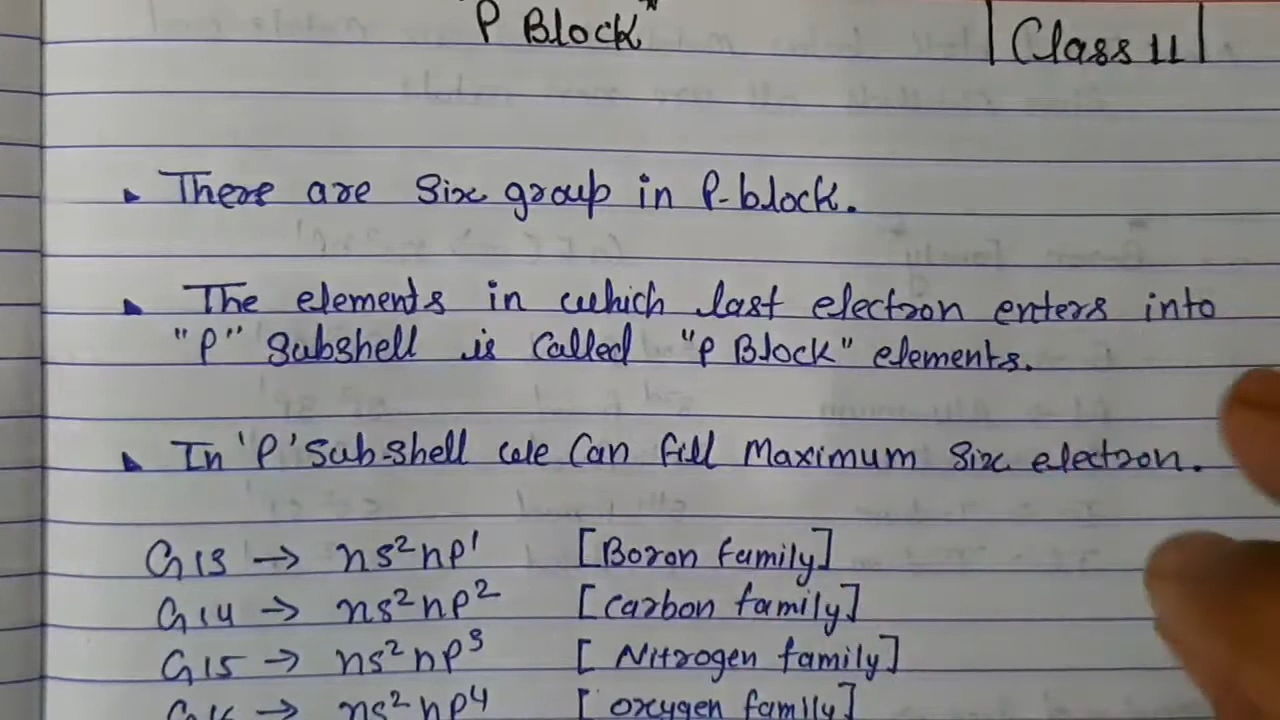 "P Block"
Class 11
There are Six group in P-block.
The elements in which last electron enters into
"P" Subshell is called "P Block" elements.
In 'P' Sub-shell we Can fill Maximum Six electron.
G13 → ns²np¹ [Boron family]
G14 → ns²np² [Carbon family]
G15 → ns²np³ [Nitrogen family]
G16 → ns²np⁴ [oxygen family]